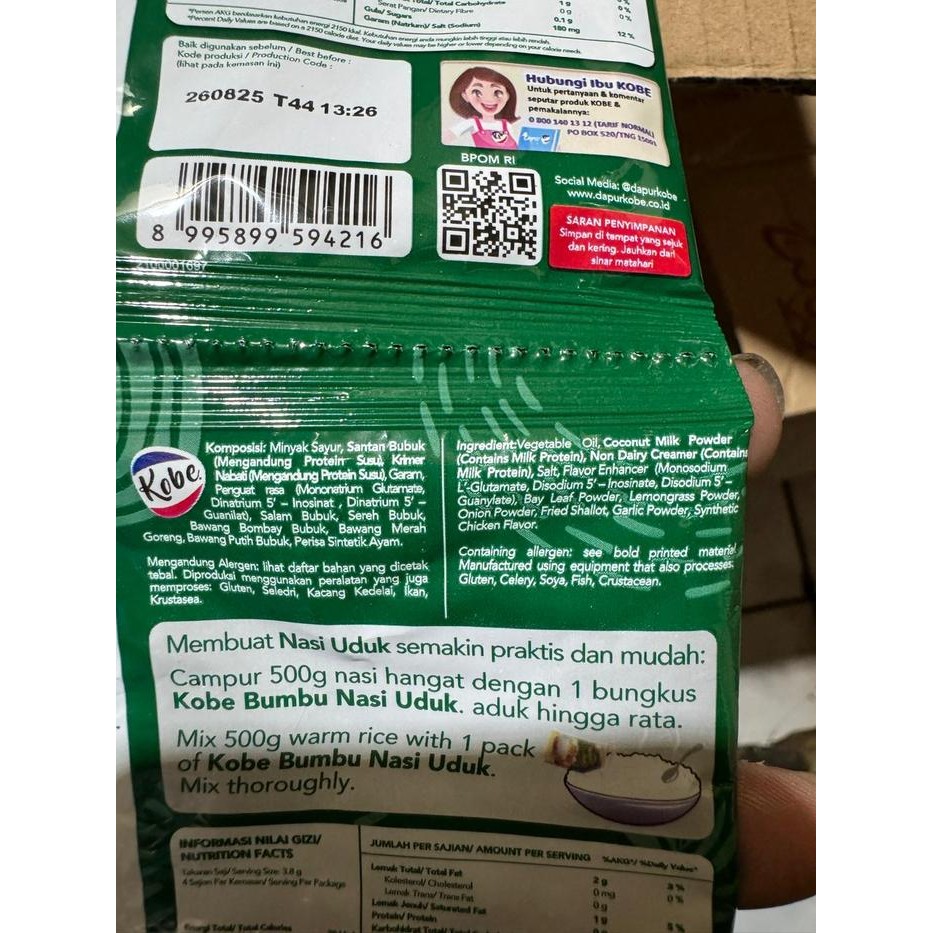 Serat Pangan/ Dietary Fibre
0 g
0 %
Gula/ Sugars
0,1 g
0 %
Garam (Natrium)/ Salt (Sodium)
180 mg
12 %
*Persen AKG berdasarkan kebutuhan energi 2150 kkal. Kebutuhan energi anda mungkin lebih tinggi atau lebih rendah.
*Percent Daily Values are based on a 2150 calorie diet. Your daily values may be higher or lower depending on your calorie needs.
Baik digunakan sebelum / Best before :
Kode produksi / Production Code :
(lihat pada kemasan ini)
260825 T44 13:26
Hubungi Ibu KOBE
Untuk pertanyaan & komentar
seputar produk KOBE &
pemakaiannya:
0 800 140 13 12 (TARIF NORMAL)
PO BOX 520/TNG 15001
BPOM RI
8 995899 594216
Social Media: @dapurkobe
www.dapurkobe.co.id
SARAN PENYIMPANAN
Simpan di tempat yang sejuk
dan kering. Jauhkan dari
sinar matahari
Kobe
Komposisi: Minyak Sayur, Santan Bubuk
(Mengandung Protein Susu), Krimer
Nabati (Mengandung Protein Susu), Garam,
Penguat rasa (Mononatrium Glutamate,
Dinatrium 5' – Inosinat , Dinatrium 5' –
Guanilat), Salam Bubuk, Sereh Bubuk,
Bawang Bombay Bubuk, Bawang Merah
Goreng, Bawang Putih Bubuk, Perisa Sintetik Ayam.
Mengandung Alergen: lihat daftar bahan yang dicetak
tebal. Diproduksi menggunakan peralatan yang juga
memproses: Gluten, Seledri, Kacang Kedelai, Ikan,
Krustasea.
Ingredient:Vegetable Oil, Coconut Milk Powder
(Contains Milk Protein), Non Dairy Creamer (Contains
Milk Protein), Salt, Flavor Enhancer (Monosodium
L-Glutamate, Disodium 5' – Inosinate, Disodium 5' –
Guanylate), Bay Leaf Powder, Lemongrass Powder,
Onion Powder, Fried Shallot, Garlic Powder, Synthetic
Chicken Flavor.
Containing allergen: see bold printed material
Manufactured using equipment that also processes:
Gluten, Celery, Soya, Fish, Crustacean.
Membuat Nasi Uduk semakin praktis dan mudah:
Campur 500g nasi hangat dengan 1 bungkus
Kobe Bumbu Nasi Uduk. aduk hingga rata.
Mix 500g warm rice with 1 pack
of Kobe Bumbu Nasi Uduk.
Mix thoroughly.
INFORMASI NILAI GIZI/
NUTRITION FACTS
Takaran Saji/ Serving Size: 3.8 g
4 Sajian Per Kemasan/ Serving Per Package
Energi Total/ Total Calories
JUMLAH PER SAJIAN/ AMOUNT PER SERVING
%AKG*/ %Daily Value*
Lemak Total/ Total Fat
2 g
3 %
Kolesterol/ Cholesterol
0 mg
0 %
Lemak Trans/ Trans Fat
0 g
Lemak Jenuh/ Saturated Fat
1 g
5 %
Protein/ Protein
Karbohidrat Total/